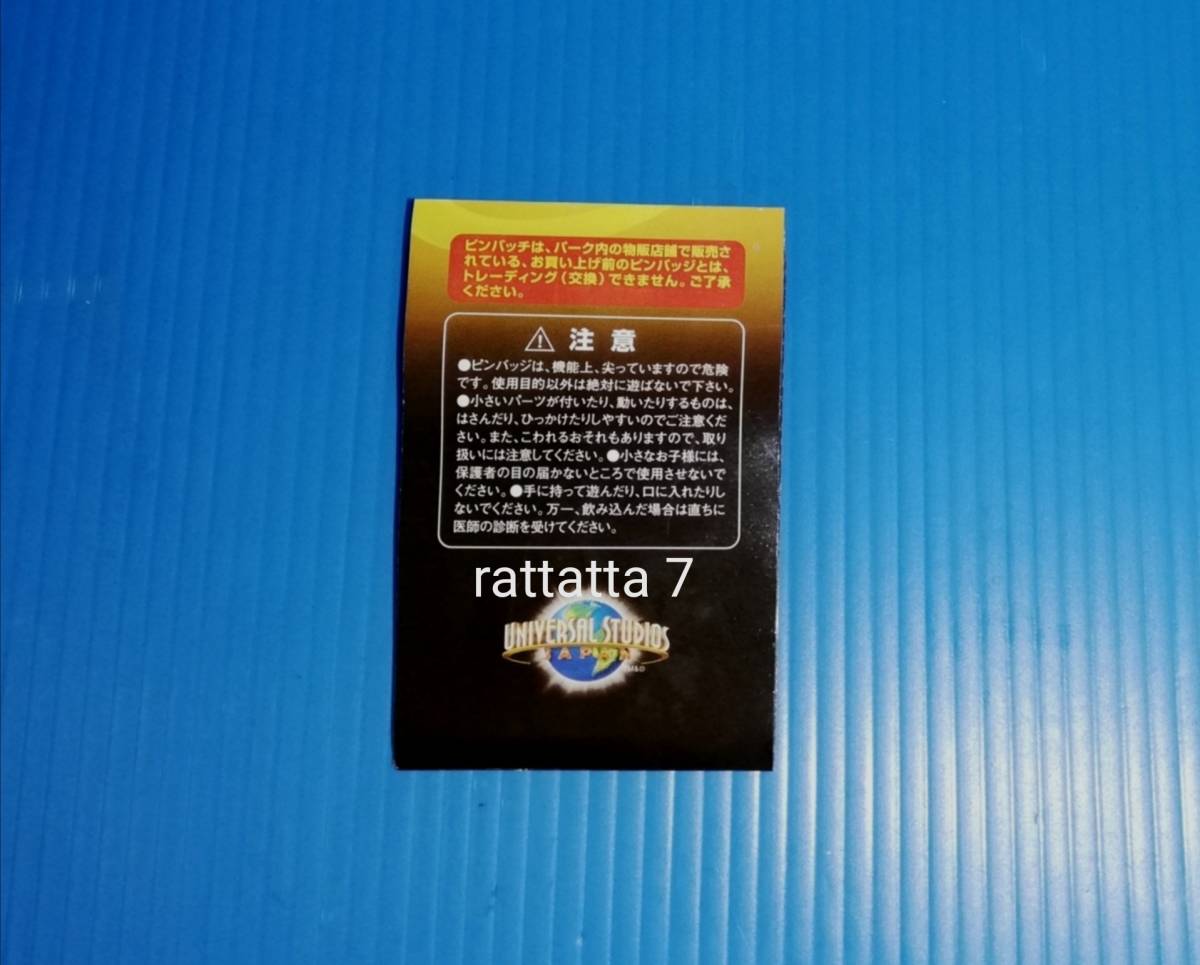 ピンバッチは、パーク内の物販店舗で販売さ
れている、お買い上げ前のピンバッジとは、
トレーディング(交換)できません。ご了承
ください。
⚠ 注 意
●ピンバッジは、機能上、尖っていますので危険
です。使用目的以外は絶対に遊ばないで下さい。
●小さいパーツが付いたり、動いたりするものは、
はさんだり、ひっかけたりしやすいのでご注意くだ
さい。また、こわれるおそれもありますので、取り
扱いには注意してください。●小さなお子様には、
保護者の目の届かないところで使用させないで
ください。●手に持って遊んだり、口に入れたりし
ないでください。万一、飲み込んだ場合は直ちに
医師の診断を受けてください。
rattatta 7
UNIVERSAL STUDIOS
JAPAN